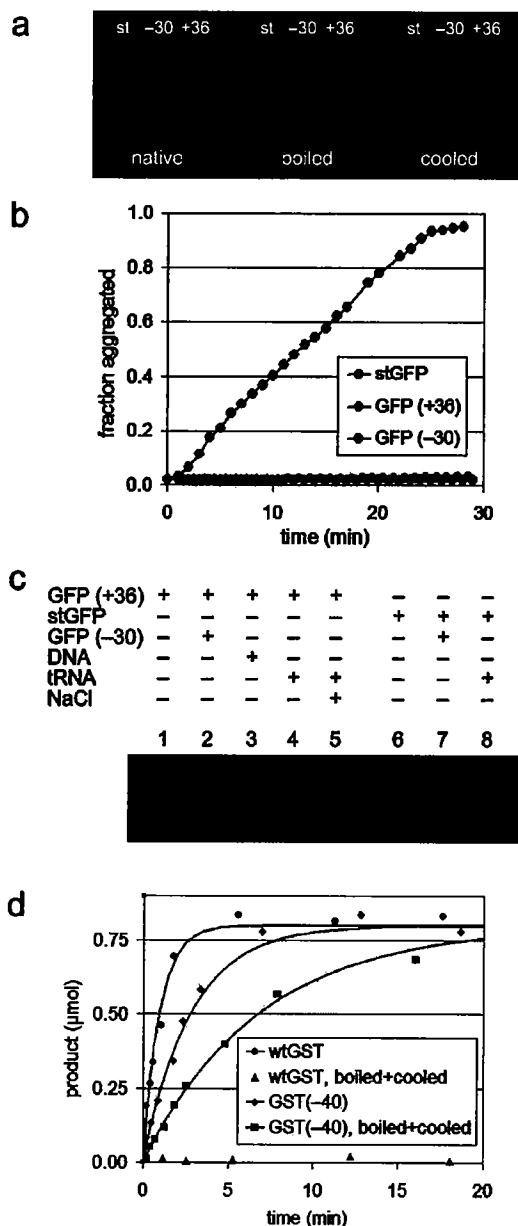 a
st –30 +36 st –30 +36 st –30 +36
native boiled cooled
b
fraction aggregated
1.0
0.8
0.6
0.4
0.2
0.0
stGFP
GFP (+36)
GFP (–30)
0 10 20 30
time (min)
c
GFP (+36) + + + + + – – –
stGFP – – – – – + + +
GFP (–30) – + – – – – + –
DNA – – + – – – – –
tRNA – – – + + – – +
NaCl – – – – + – – –
1 2 3 4 5 6 7 8
d
product (µmol)
0.75
0.50
0.25
0.00
wtGST
wtGST, boiled+cooled
GST(–40)
GST(–40), boiled+cooled
0 5 10 15 20
time (min)